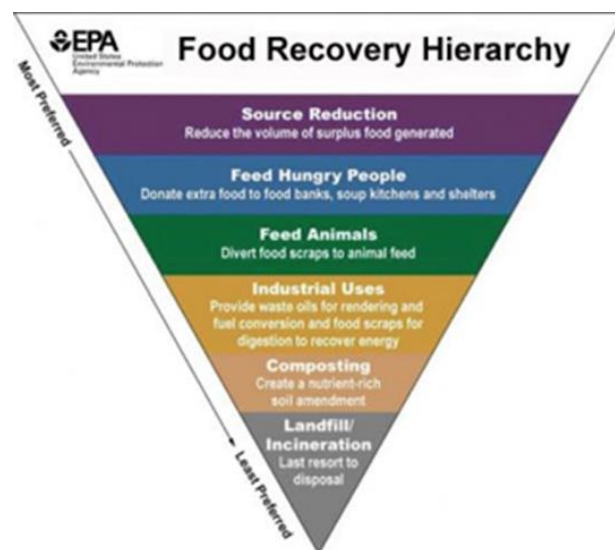 EPA
United States
Environmental Protection
Agency
Food Recovery Hierarchy
Most Preferred
Source Reduction
Reduce the volume of surplus food generated
Feed Hungry People
Donate extra food to food banks, soup kitchens and shelters
Feed Animals
Divert food scraps to animal feed
Industrial Uses
Provide waste oils for rendering and
fuel conversion and food scraps for
digestion to recover energy
Composting
Create a nutrient-rich
soil amendment
Landfill/
Incineration
Last resort to
disposal
Least Preferred